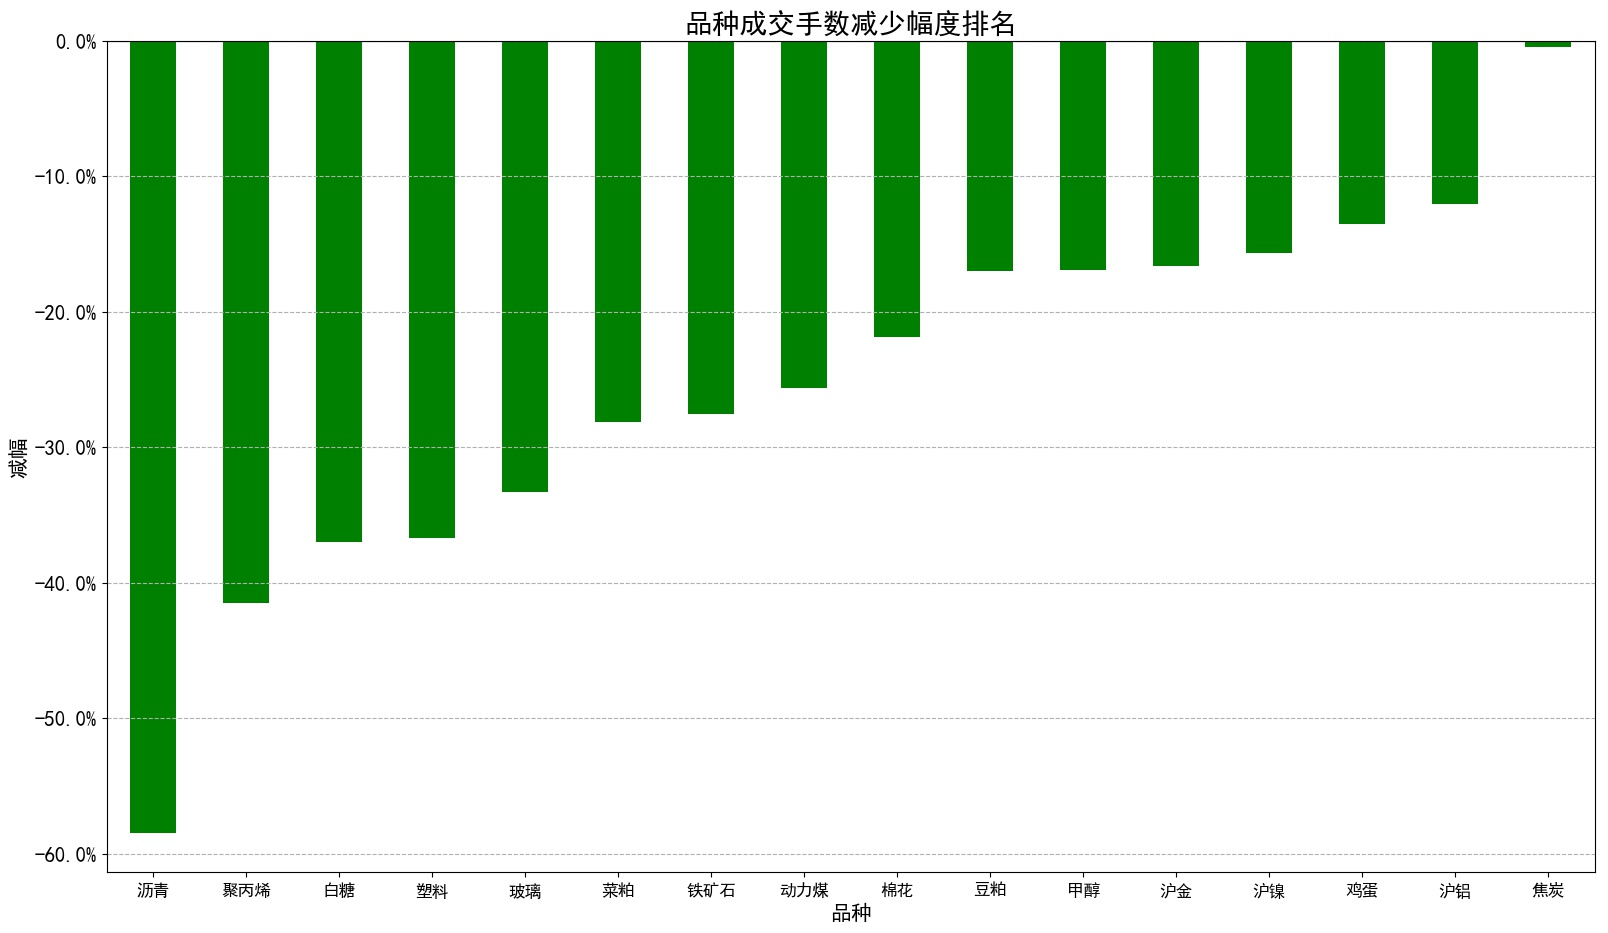 品种成交手数减少幅度排名
0.0%
−10.0%
−20.0%
−30.0%
−40.0%
−50.0%
−60.0%
减幅
沥青 聚丙烯 白糖 塑料 玻璃 菜粕 铁矿石 动力煤 棉花 豆粕 甲醇 沪金 沪镍 鸡蛋 沪铝 焦炭
品种